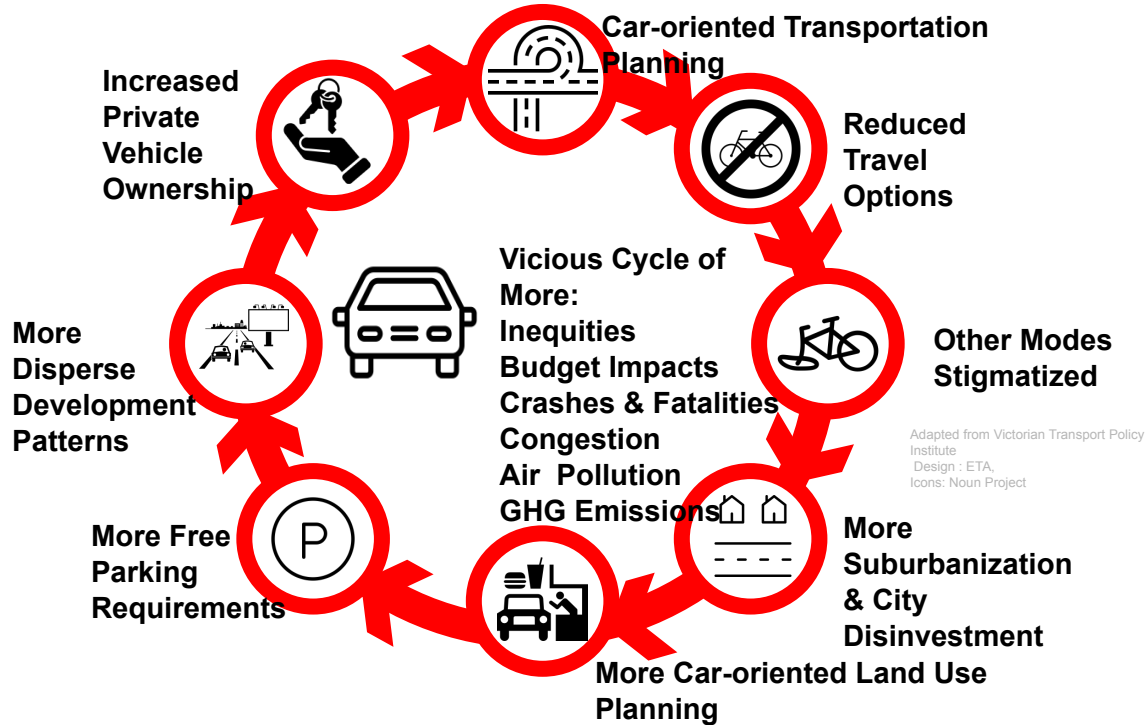 Car-oriented Transportation
Planning
Reduced
Travel
Options
Other Modes
Stigmatized
More
Suburbanization
& City
Disinvestment
More Car-oriented Land Use
Planning
More Free
Parking
Requirements
P
More
Disperse
Development
Patterns
Increased
Private
Vehicle
Ownership
Vicious Cycle of
More:
Inequities
Budget Impacts
Crashes & Fatalities
Congestion
Air Pollution
GHG Emissions
Adapted from Victorian Transport Policy
Institute
Design : ETA,
Icons: Noun Project